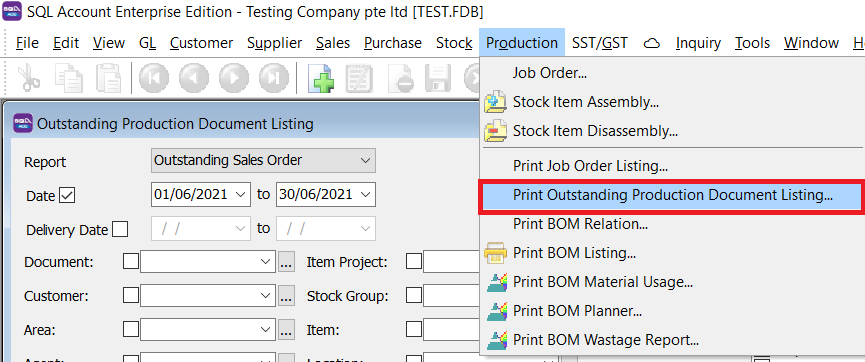 SQL Account Enterprise Edition - Testing Company pte ltd [TEST.FDB]
File Edit View GL Customer Supplier Sales Purchase Stock Production SST/GST Inquiry Tools Window
Job Order...
Stock Item Assembly...
Stock Item Disassembly...
Print Job Order Listing...
Print Outstanding Production Document Listing...
Print BOM Relation...
Print BOM Listing...
Print BOM Material Usage...
Print BOM Planner...
Print BOM Wastage Report...
Outstanding Production Document Listing
Report Outstanding Sales Order
Date 01/06/2021 to 30/06/2021
Delivery Date / / to / /
Document: ... Item Project:
Customer: ... Stock Group:
Area: ... Item: